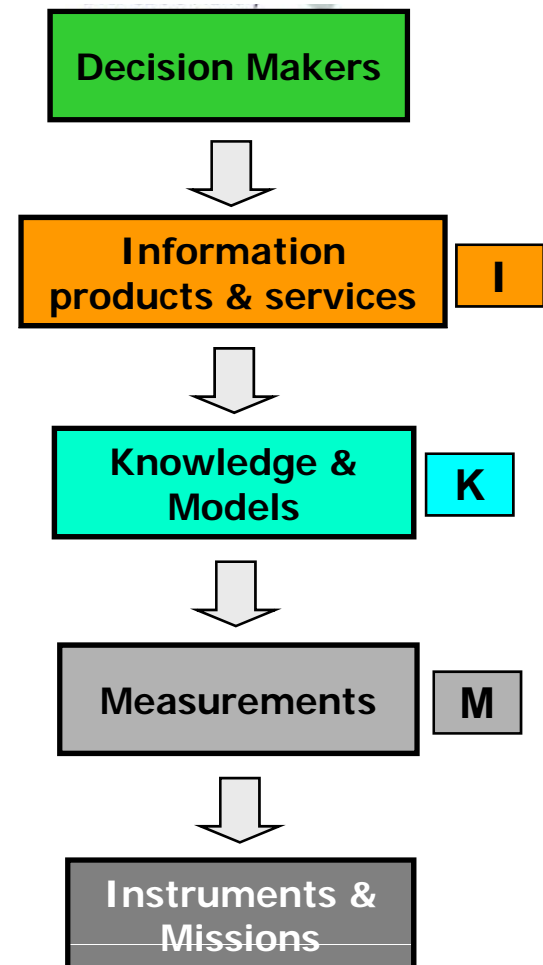 Decision Makers
Information
products & services
I
Knowledge &
Models
K
Measurements
M
Instruments &
Missions